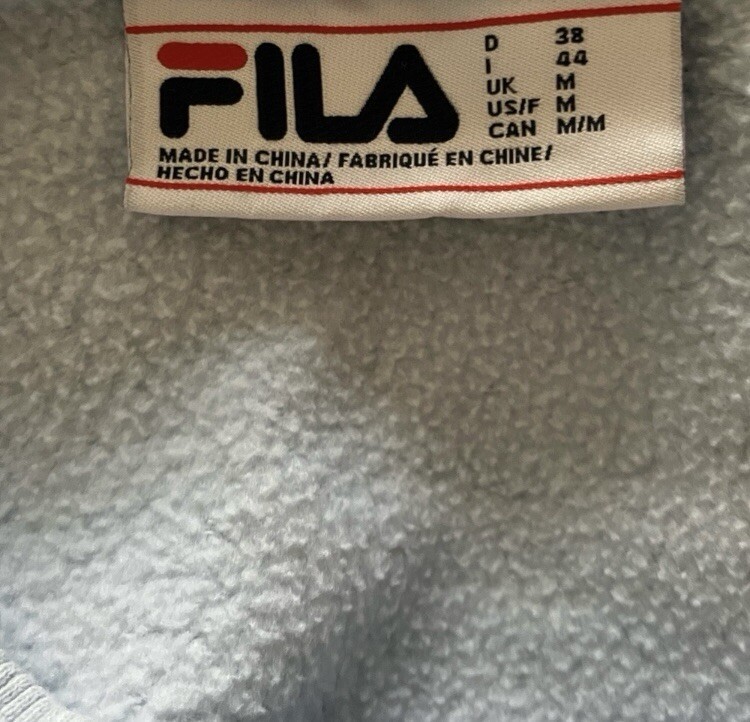 FILA
D 38
I 44
UK M
US/F M
CAN M/M
MADE IN CHINA/ FABRIQUÉ EN CHINE/
HECHO EN CHINA